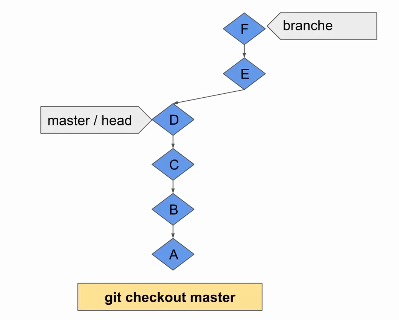 F
branche
E
master / head
D
C
B
A
git checkout master